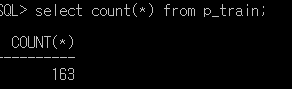 SQL> select count(*) from p_train;
COUNT(*)
----------
163